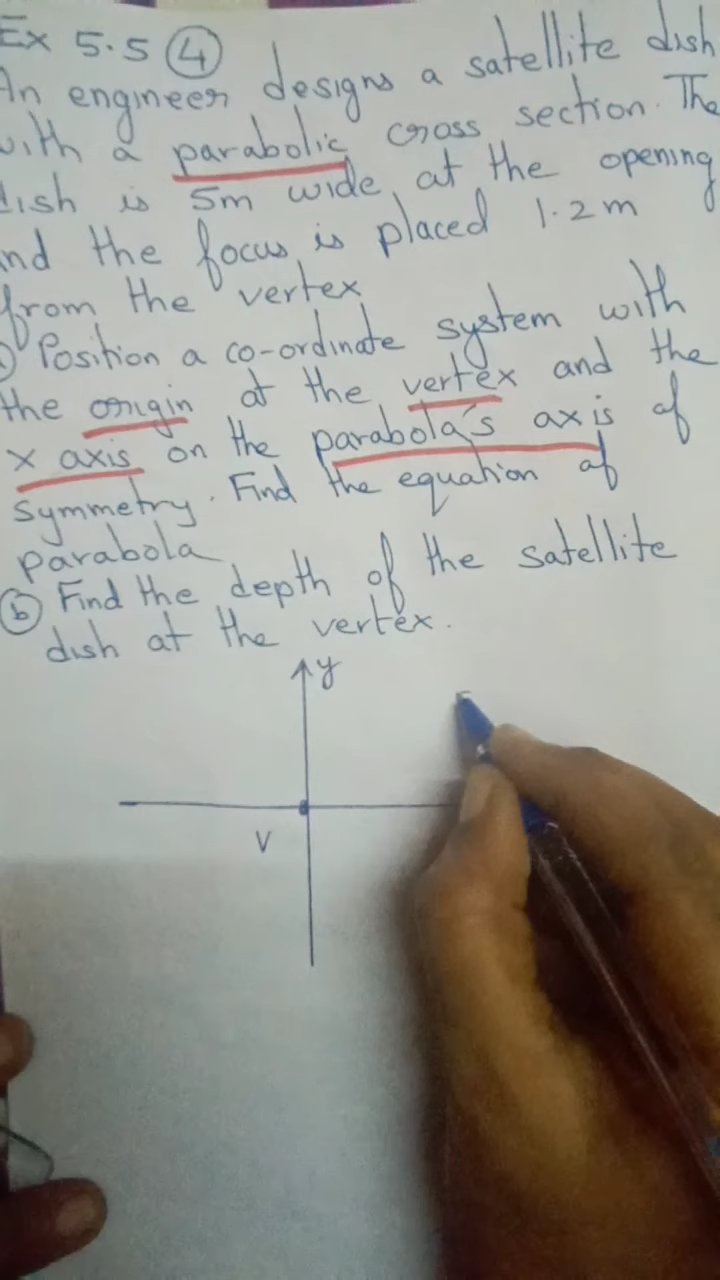 Ex 5.5 ④
An engineer designs a satellite dish
with a parabolic cross section. The
dish is 5m wide at the opening
and the focus is placed 1.2m
from the vertex
Position a co-ordinate system with
the origin at the vertex and the
x axis on the parabola's axis of
symmetry. Find the equation of
parabola
ⓑ Find the depth of the satellite
dish at the vertex.
y
V